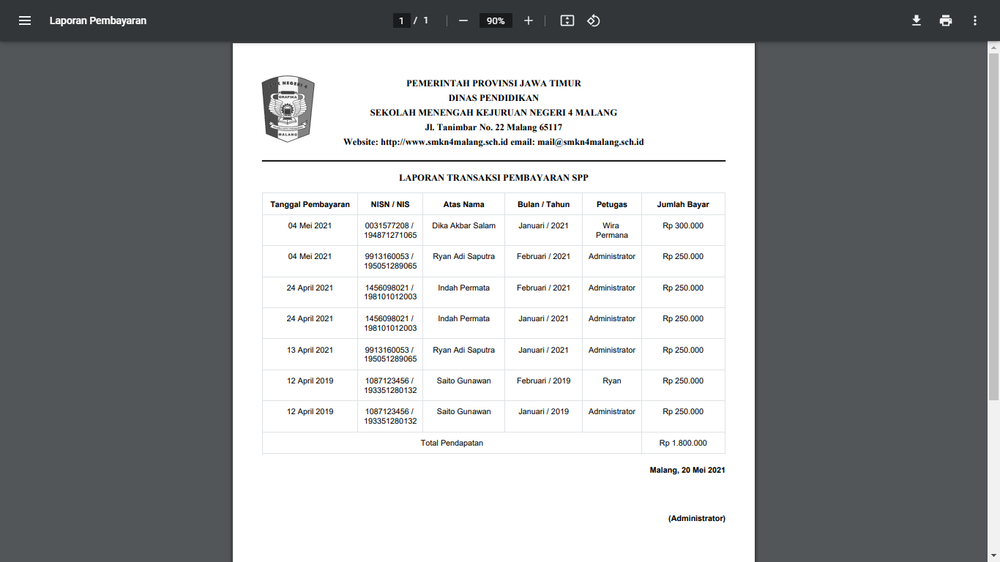 Laporan Pembayaran
1 / 1
90%
SMK NEGERI 4
GRAFIKA
MALANG
PEMERINTAH PROVINSI JAWA TIMUR
DINAS PENDIDIKAN
SEKOLAH MENENGAH KEJURUAN NEGERI 4 MALANG
Jl. Tanimbar No. 22 Malang 65117
Website: http://www.smkn4malang.sch.id email: mail@smkn4malang.sch.id
LAPORAN TRANSAKSI PEMBAYARAN SPP
Tanggal Pembayaran NISN / NIS Atas Nama Bulan / Tahun Petugas Jumlah Bayar
04 Mei 2021 0031577208 / Dika Akbar Salam Januari / 2021 Wira Rp 300.000
194871271065 Permana
04 Mei 2021 9913160053 / Ryan Adi Saputra Februari / 2021 Administrator Rp 250.000
195051289065
24 April 2021 1456098021 / Indah Permata Februari / 2021 Administrator Rp 250.000
198101012003
24 April 2021 1456098021 / Indah Permata Januari / 2021 Administrator Rp 250.000
198101012003
13 April 2021 9913160053 / Ryan Adi Saputra Januari / 2021 Administrator Rp 250.000
195051289065
12 April 2019 1087123456 / Saito Gunawan Februari / 2019 Ryan Rp 250.000
193351280132
12 April 2019 1087123456 / Saito Gunawan Januari / 2019 Administrator Rp 250.000
193351280132
Total Pendapatan Rp 1.800.000
Malang, 20 Mei 2021
(Administrator)